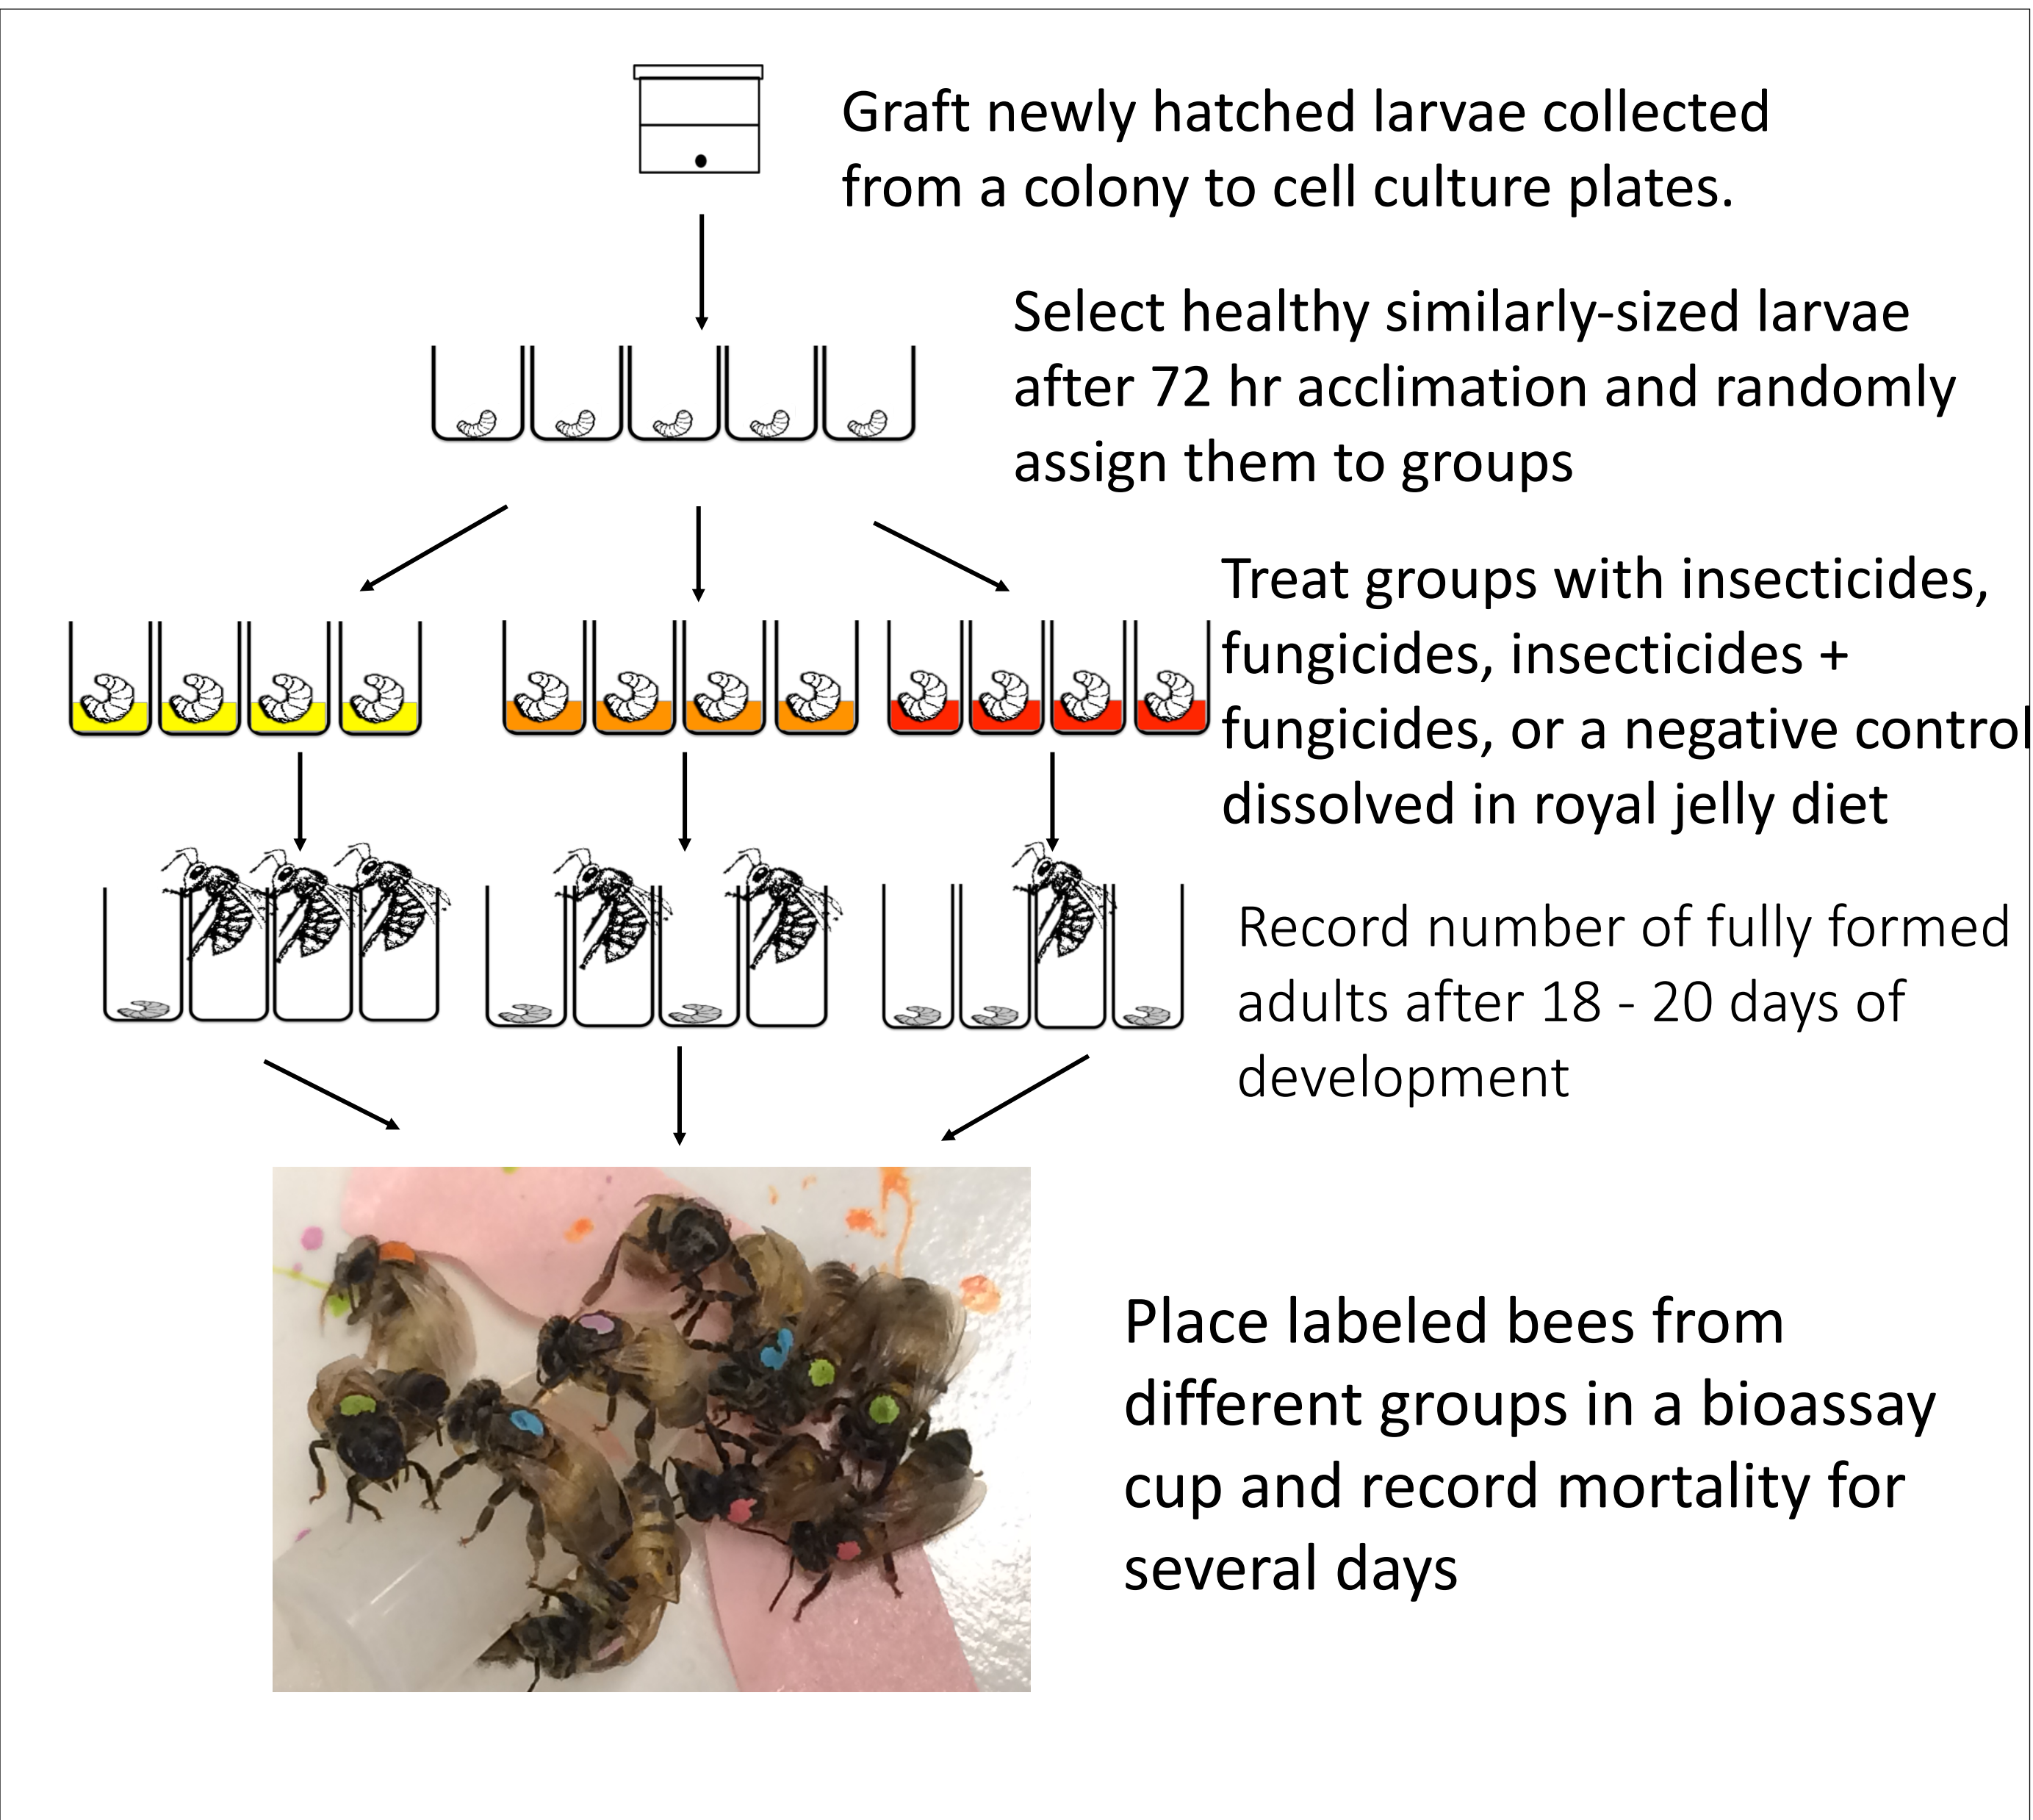 Graft newly hatched larvae collected
from a colony to cell culture plates.
Select healthy similarly-sized larvae
after 72 hr acclimation and randomly
assign them to groups
Treat groups with insecticides,
fungicides, insecticides +
fungicides, or a negative control
dissolved in royal jelly diet
Record number of fully formed
adults after 18 - 20 days of
development
Place labeled bees from
different groups in a bioassay
cup and record mortality for
several days